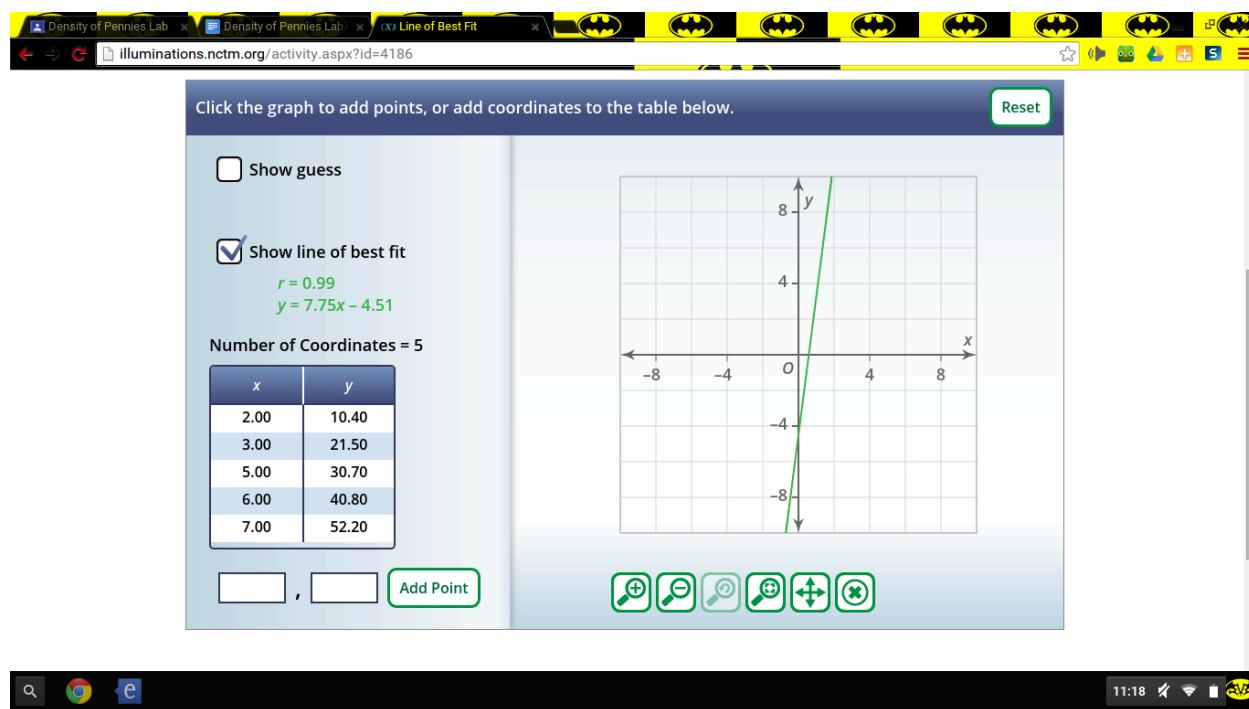 Density of Pennies Lab
Density of Pennies Lab
Line of Best Fit
illuminations.nctm.org/activity.aspx?id=4186
Click the graph to add points, or add coordinates to the table below.
Reset
Show guess
Show line of best fit
r = 0.99
y = 7.75x – 4.51
Number of Coordinates = 5
x y
2.00 10.40
3.00 21.50
5.00 30.70
6.00 40.80
7.00 52.20
, Add Point
8 y
4
x
–8 –4 O 4 8
–4
–8
11:18